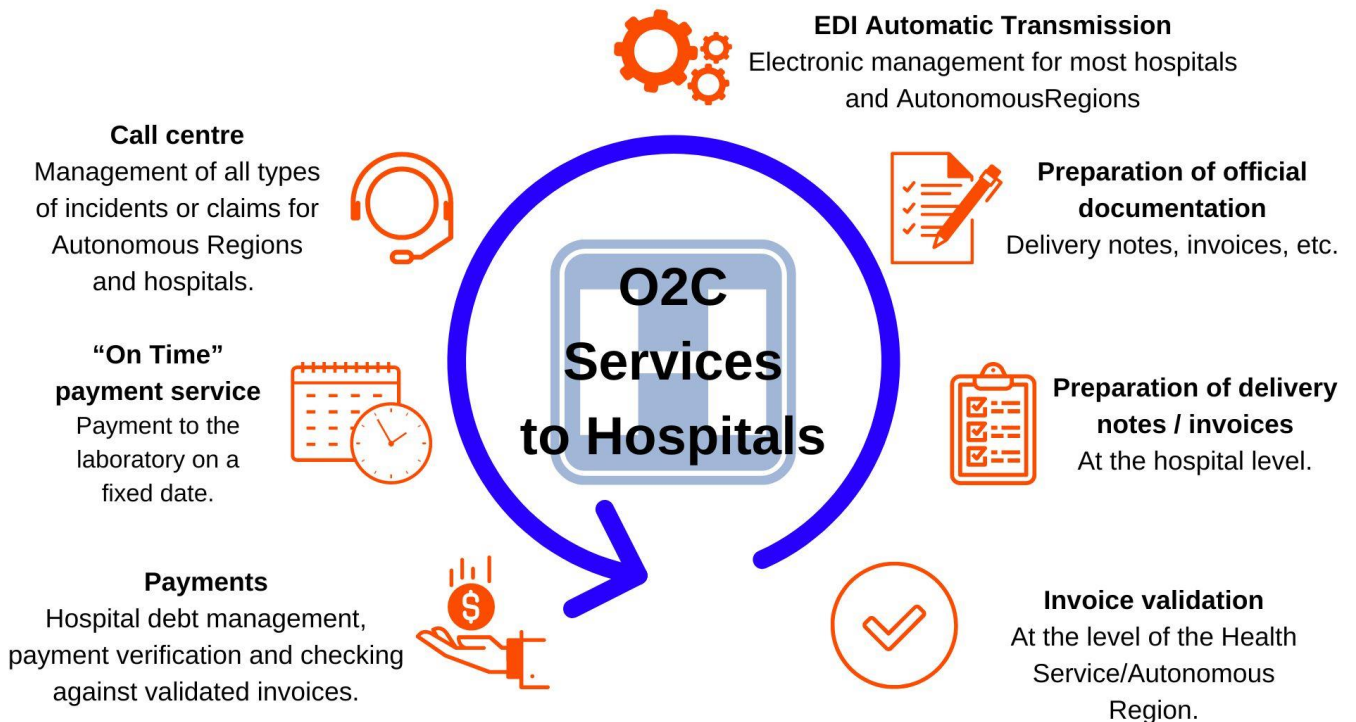 EDI Automatic Transmission
Electronic management for most hospitals
and AutonomousRegions
Call centre
Management of all types
of incidents or claims for
Autonomous Regions
and hospitals.
Preparation of official
documentation
Delivery notes, invoices, etc.
O2C
Services
to Hospitals
“On Time”
payment service
Payment to the
laboratory on a
fixed date.
Preparation of delivery
notes / invoices
At the hospital level.
Payments
Hospital debt management,
payment verification and checking
against validated invoices.
$
Invoice validation
At the level of the Health
Service/Autonomous
Region.